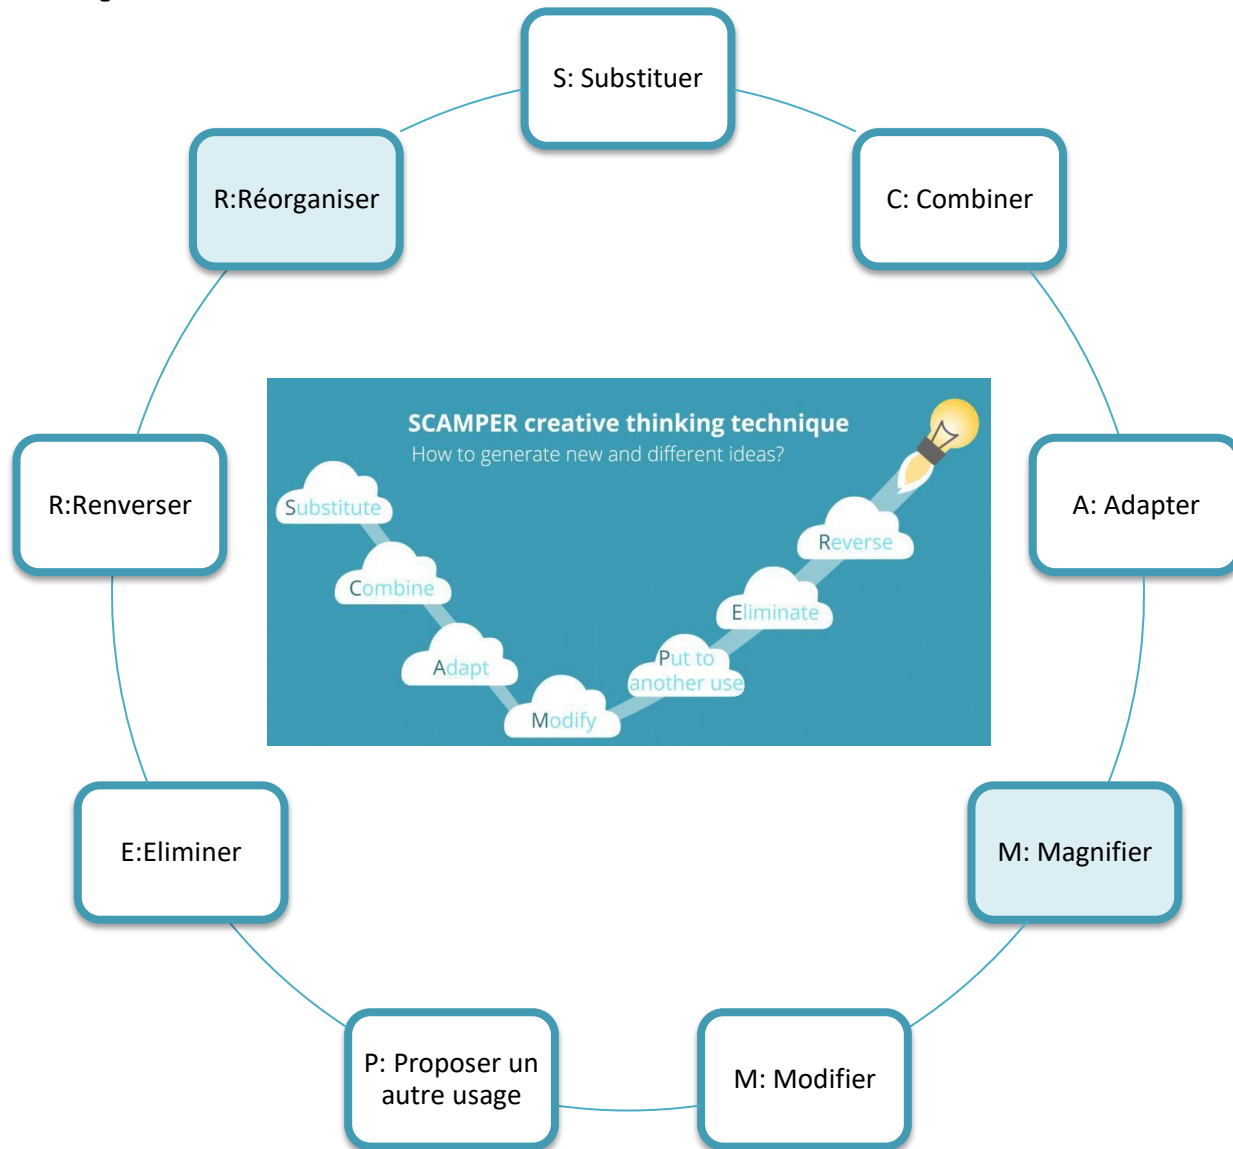 S: Substituer
C: Combiner
A: Adapter
M: Magnifier
M: Modifier
P: Proposer un
autre usage
E:Eliminer
R:Renverser
R:Réorganiser
SCAMPER creative thinking technique
How to generate new and different ideas?
Substitute
Combine
Adapt
Modify
Put to
another use
Eliminate
Reverse